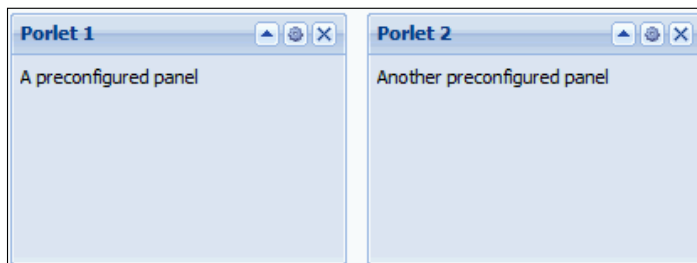 Porlet 1
A preconfigured panel
Porlet 2
Another preconfigured panel